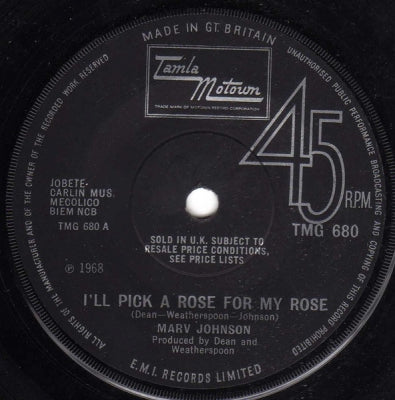 MADE IN GT. BRITAIN
UNAUTHORISED PUBLIC PERFORMANCE BROADCASTING AND COPYING OF THIS RECORD PROHIBITED
ALL RIGHTS OF THE MANUFACTURER AND OF THE OWNER OF THE RECORDED WORK RESERVED
Tamla
Motown
TRADE MARK OF MOTOWN RECORD CORPORATION
45
R.P.M.
JOBETE-
CARLIN MUS.
MECOLICO
BIEM NCB
TMG 680 A
TMG 680
SOLD IN U.K. SUBJECT TO
RESALE PRICE CONDITIONS,
SEE PRICE LISTS
℗ 1968
I'LL PICK A ROSE FOR MY ROSE
(Dean—Weatherspoon—Johnson)
MARV JOHNSON
Produced by Dean and
Weatherspoon
E.M.I. RECORDS LIMITED